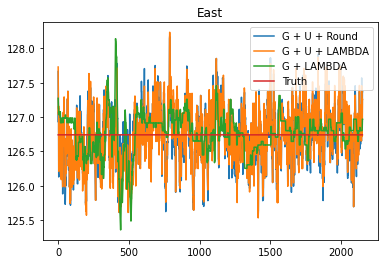 East
128.0
127.5
127.0
126.5
126.0
125.5
0
500
1000
1500
2000
G + U + Round
G + U + LAMBDA
G + LAMBDA
Truth